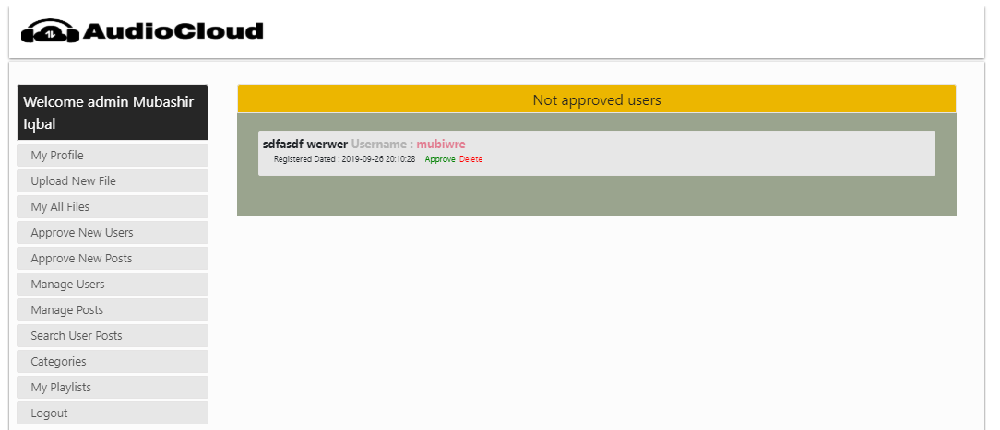 AudioCloud
Welcome admin Mubashir
Iqbal
My Profile
Upload New File
My All Files
Approve New Users
Approve New Posts
Manage Users
Manage Posts
Search User Posts
Categories
My Playlists
Logout
Not approved users
sdfasdf werwer Username : mubiwre
Registered Dated : 2019-09-26 20:10:28 Approve Delete